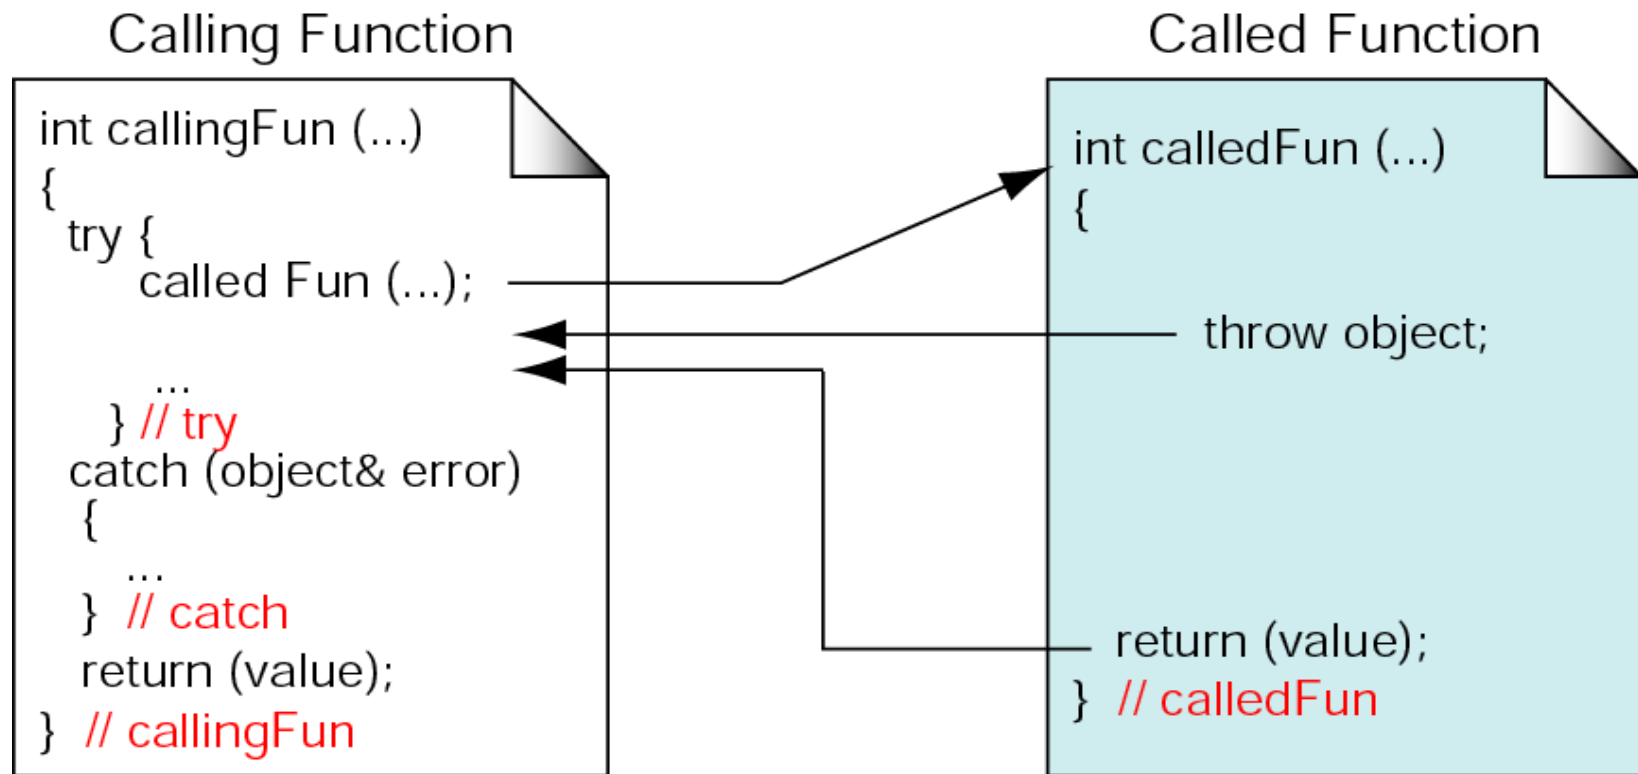 Calling Function
int callingFun (...)
{
try {
called Fun (...);
...
} // try
catch (object& error)
{
...
} // catch
return (value);
} // callingFun
Called Function
int calledFun (...)
{
throw object;
return (value);
} // calledFun